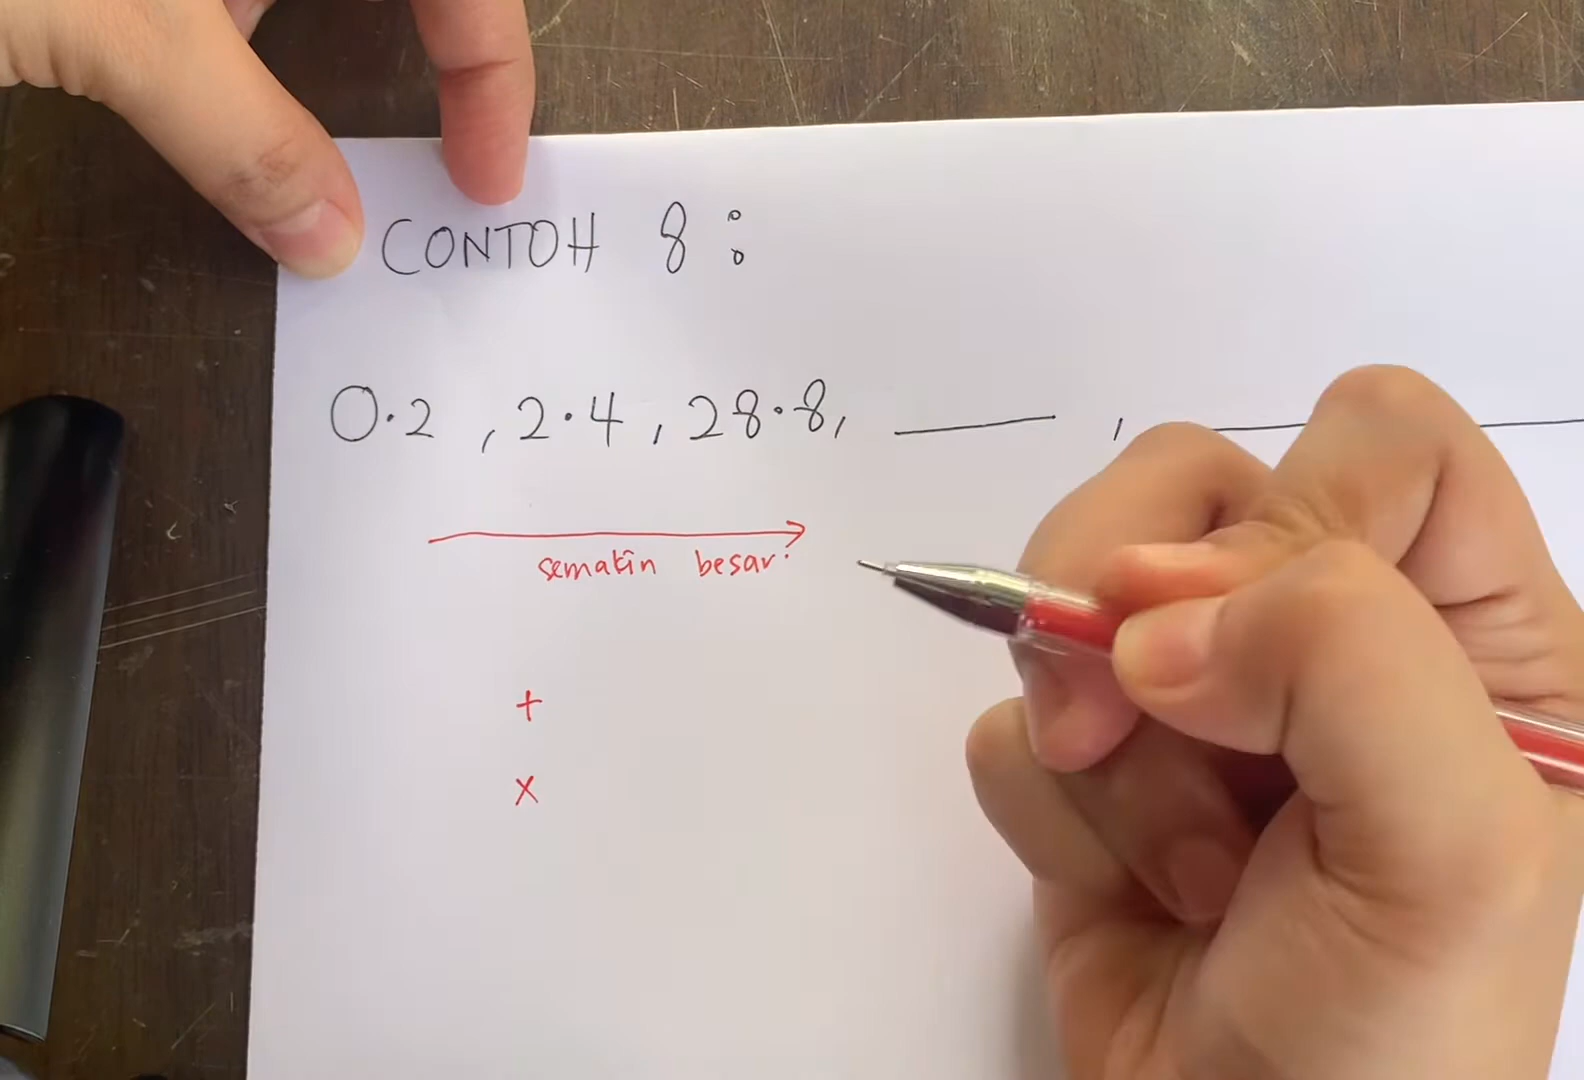 CONTOH 8 :
0.2 , 2.4 , 28.8, ____ , ____
semakin besar.
+
×